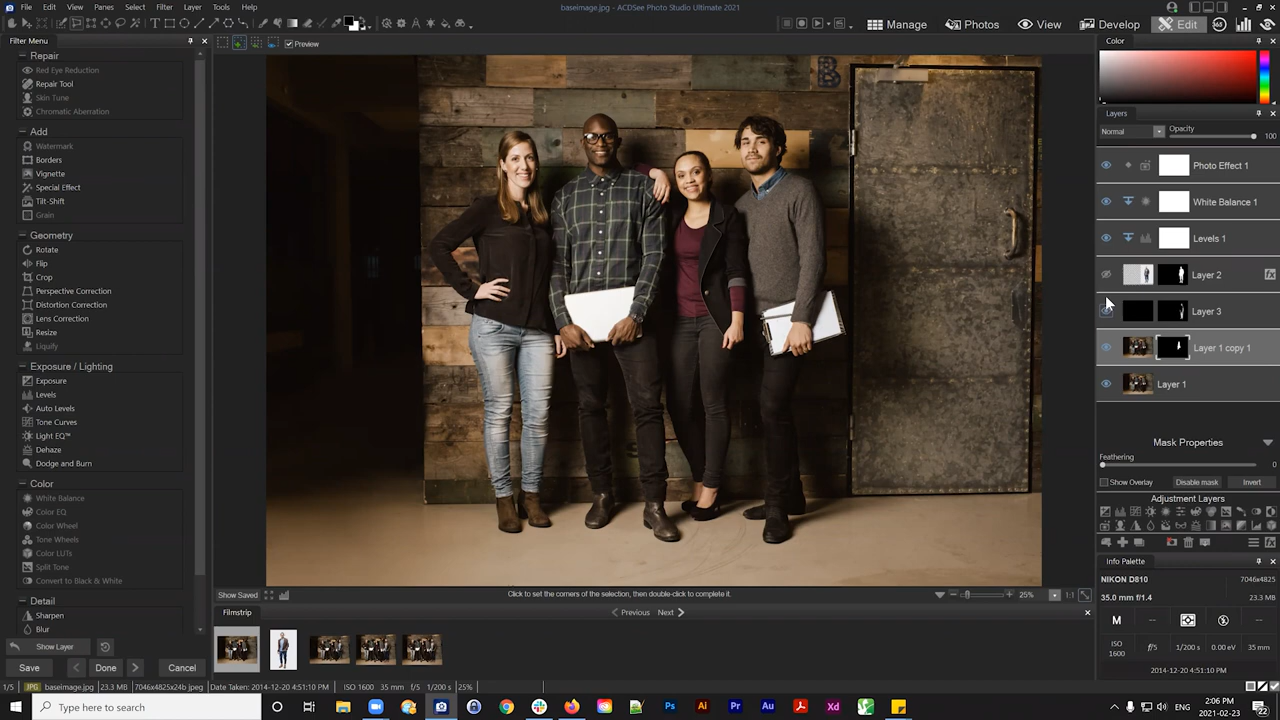 baseimage.jpg - ACDSee Photo Studio Ultimate 2021
File Edit View Panes Select Filter Layer Tools Help
Manage Photos View Develop Edit 365
Filter Menu
Preview
Color
Repair
Red Eye Reduction
Repair Tool
Skin Tune
Chromatic Aberration
Add
Watermark
Borders
Vignette
Special Effect
Tilt-Shift
Grain
Geometry
Rotate
Flip
Crop
Perspective Correction
Distortion Correction
Lens Correction
Resize
Liquify
Exposure / Lighting
Exposure
Levels
Auto Levels
Tone Curves
Light EQ™
Dehaze
Dodge and Burn
Color
White Balance
Color EQ
Color Wheel
Tone Wheels
Color LUTs
Split Tone
Convert to Black & White
Detail
Sharpen
Blur
Show Layer
Save Done Cancel
B
Layers
Normal Opacity 100
Photo Effect 1
White Balance 1
Levels 1
Layer 2
Layer 3
Layer 1 copy 1
Layer 1
Mask Properties
Feathering
0
Show Overlay Disable mask Invert
Adjustment Layers
Info Palette
NIKON D810 7046x4825
35.0 mm f/1.4 23.3 MB
M --
ISO 1600 f/5 1/200 s 0.00 eV 35 mm
2014-12-20 4:51:10 PM
Show Saved Click to set the corners of the selection, then double-click to complete it. 25% 1:1
Filmstrip Previous Next
1/5 JPG baseimage.jpg 23.3 MB 7046x4825x24b jpeg Date Taken: 2014-12-20 4:51:10 PM ISO 1600 35 mm f/5 1/200 s 25%
Type here to search
Ps Ai Pr Au Xd
ENG 2:06 PM 2021-02-23